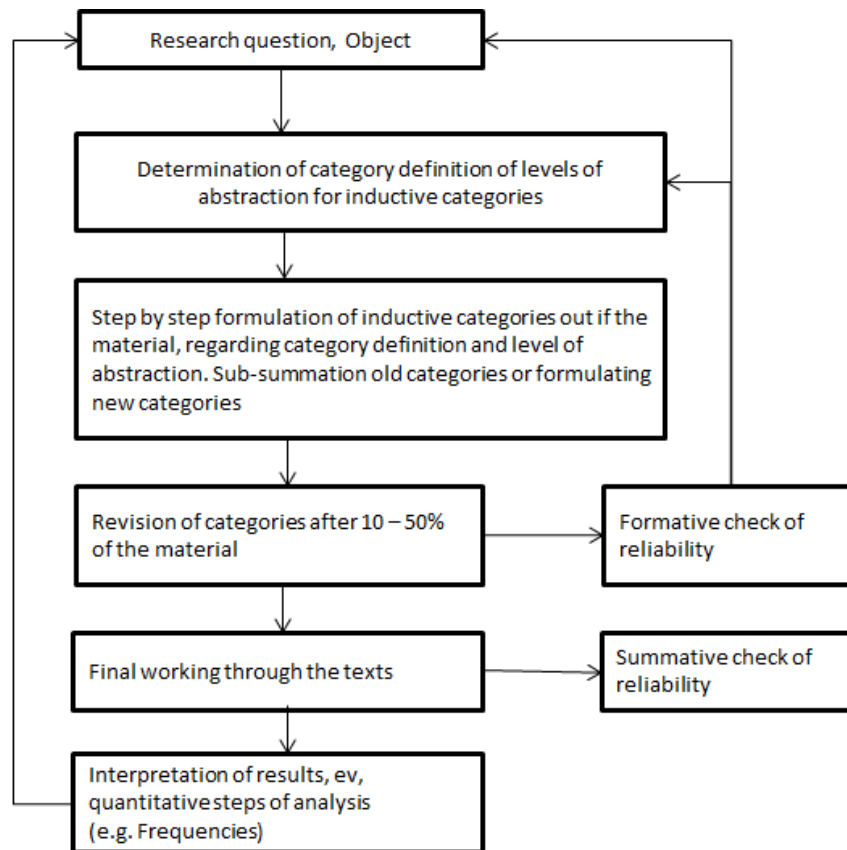 Research question, Object
Determination of category definition of levels of
abstraction for inductive categories
Step by step formulation of inductive categories out if the
material, regarding category definition and level of
abstraction. Sub-summation old categories or formulating
new categories
Revision of categories after 10 – 50%
of the material
Formative check of
reliability
Final working through the texts
Summative check of
reliability
Interpretation of results, ev,
quantitative steps of analysis
(e.g. Frequencies)